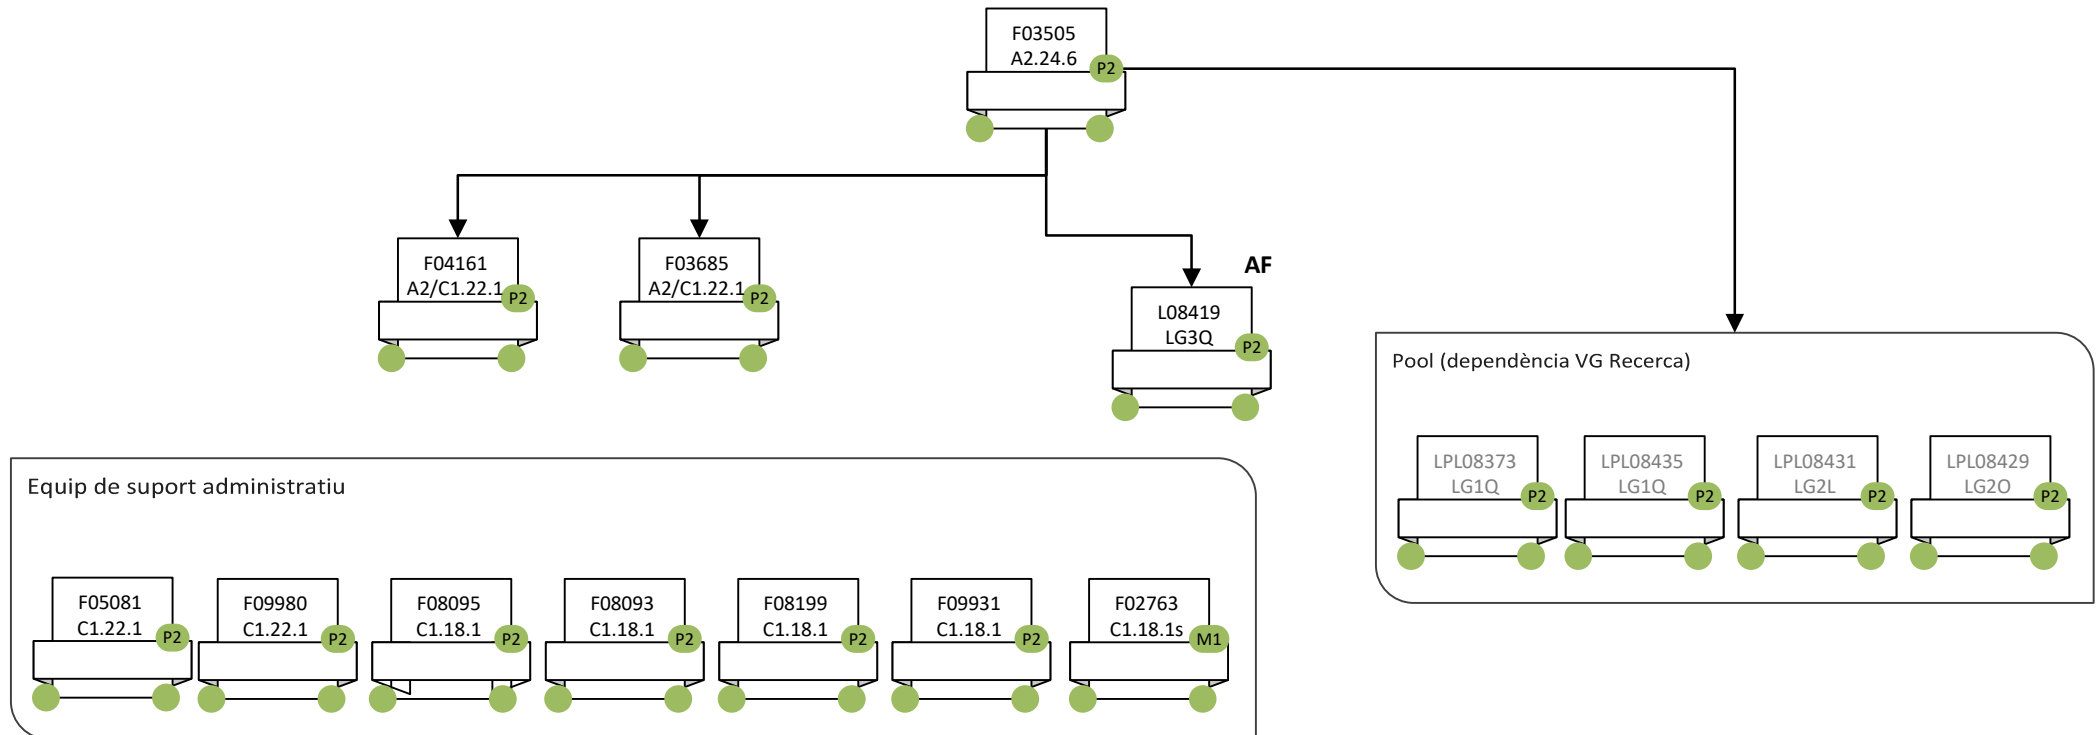 F03505
A2.24.6
P2
F04161
A2/C1.22.1
P2
F03685
A2/C1.22.1
P2
AF
L08419
LG3Q
P2
Pool (dependència VG Recerca)
LPL08373
LG1Q
P2
LPL08435
LG1Q
P2
LPL08431
LG2L
P2
LPL08429
LG2O
P2
Equip de suport administratiu
F05081
C1.22.1
P2
F09980
C1.22.1
P2
F08095
C1.18.1
P2
F08093
C1.18.1
P2
F08199
C1.18.1
P2
F09931
C1.18.1
P2
F02763
C1.18.1s
M1